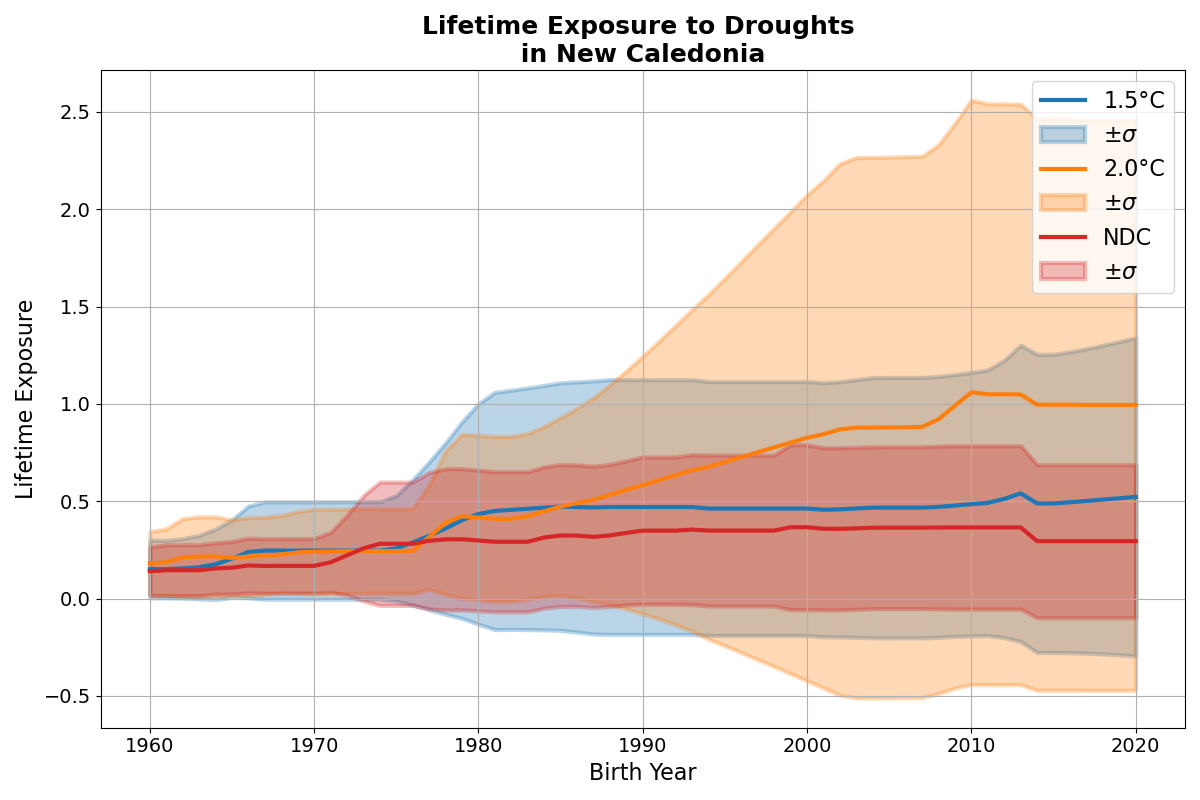 Lifetime Exposure to Droughts
in New Caledonia
Lifetime Exposure
2.5
2.0
1.5
1.0
0.5
0.0
−0.5
1960
1970
1980
1990
2000
2010
2020
Birth Year
1.5°C
±σ
2.0°C
±σ
NDC
±σ